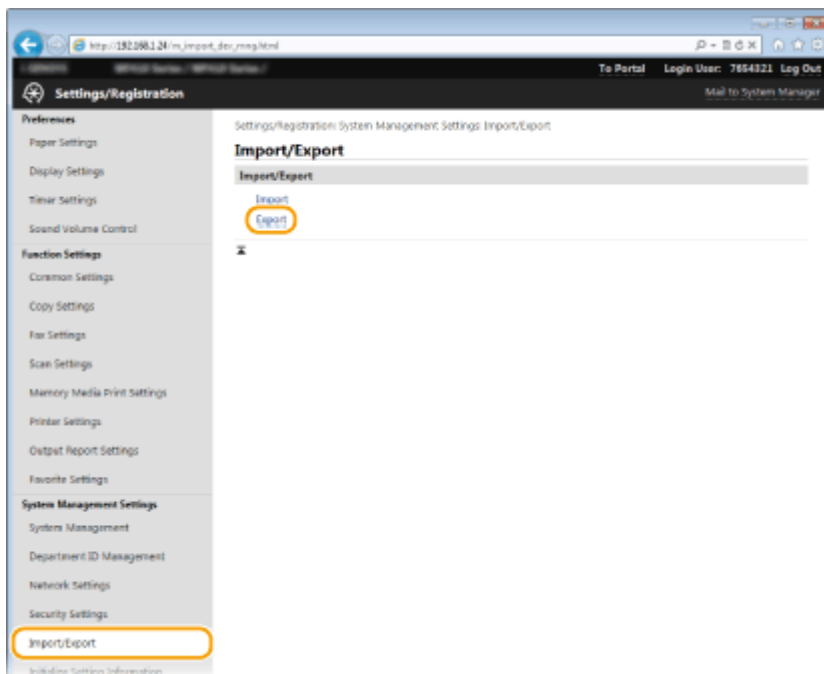 http://192.168.1.24/m_import_dev_mng.html
To Portal Login User: 7654321 Log Out
Settings/Registration
Mail to System Manager
Preferences
Paper Settings
Display Settings
Timer Settings
Sound Volume Control
Function Settings
Common Settings
Copy Settings
Fax Settings
Scan Settings
Memory Media Print Settings
Printer Settings
Output Report Settings
Favorite Settings
System Management Settings
System Management
Department ID Management
Network Settings
Security Settings
Import/Export
Initialize Setting Information
Settings/Registration: System Management Settings: Import/Export
Import/Export
Import/Export
Import
Export